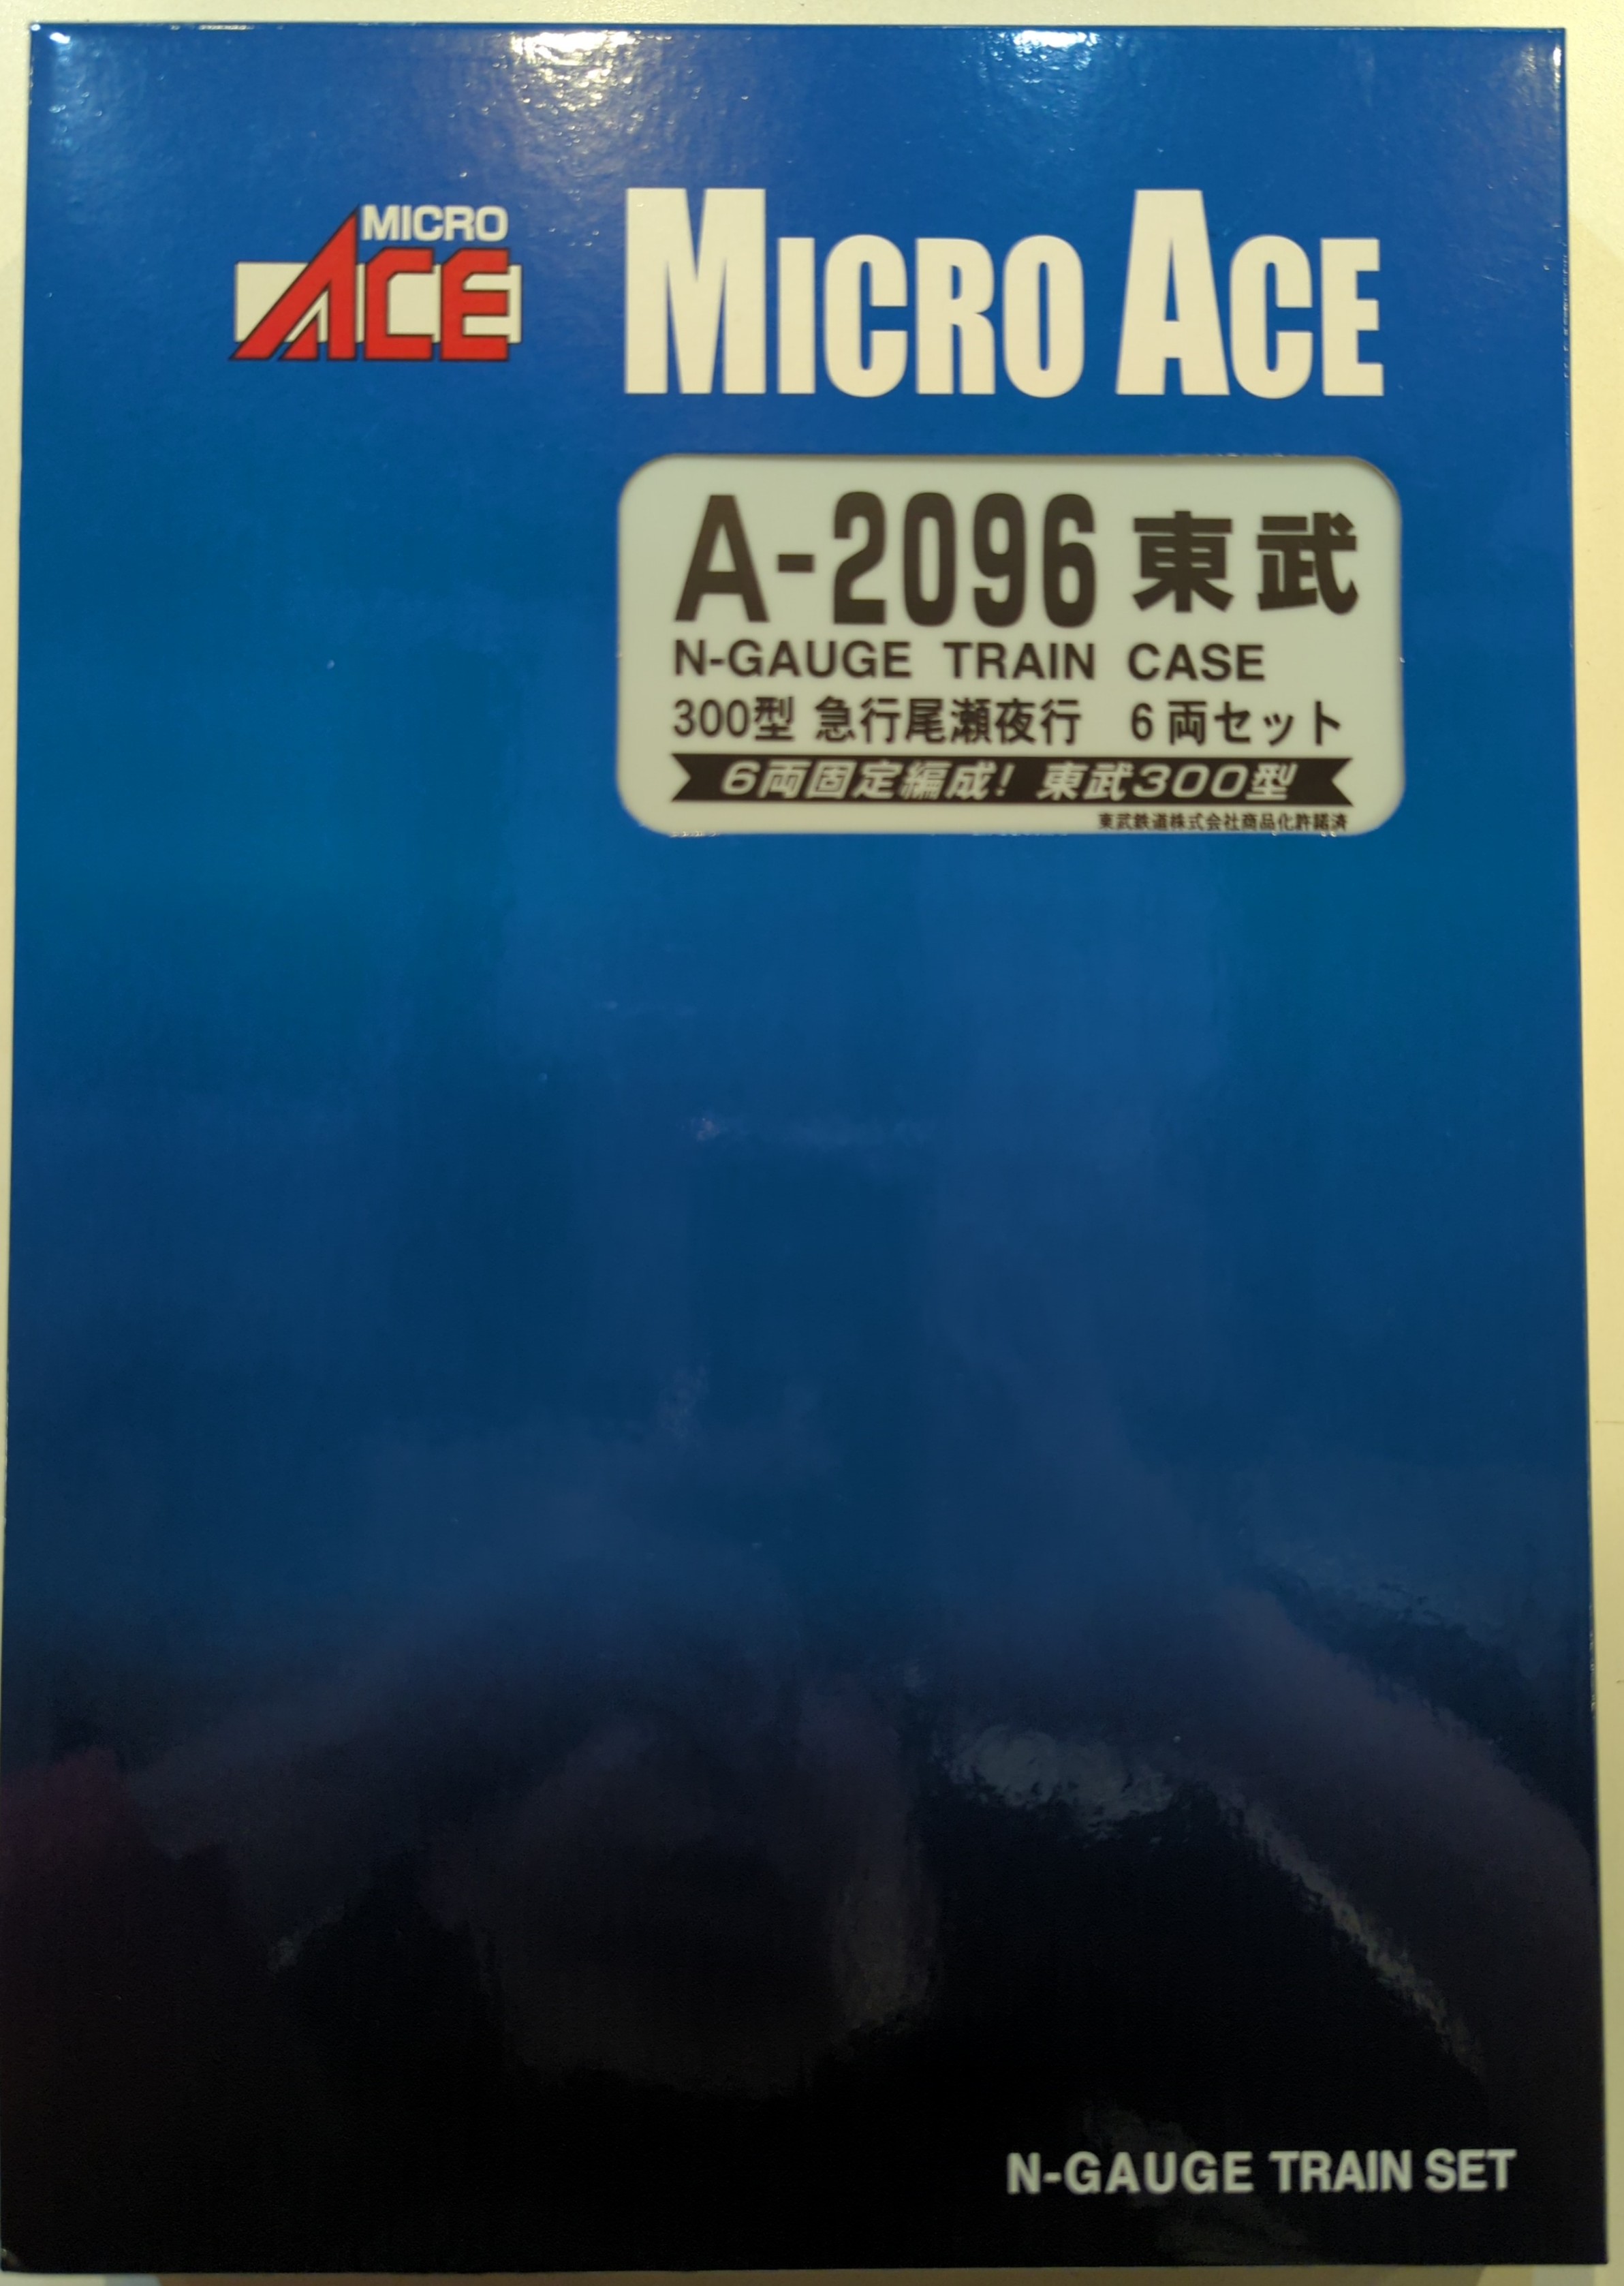 MICRO
ACE
MICRO ACE
A-2096 東武
N-GAUGE TRAIN CASE
300型 急行尾瀬夜行 6両セット
6両固定編成! 東武300型
東武鉄道株式会社商品化許諾済
N-GAUGE TRAIN SET